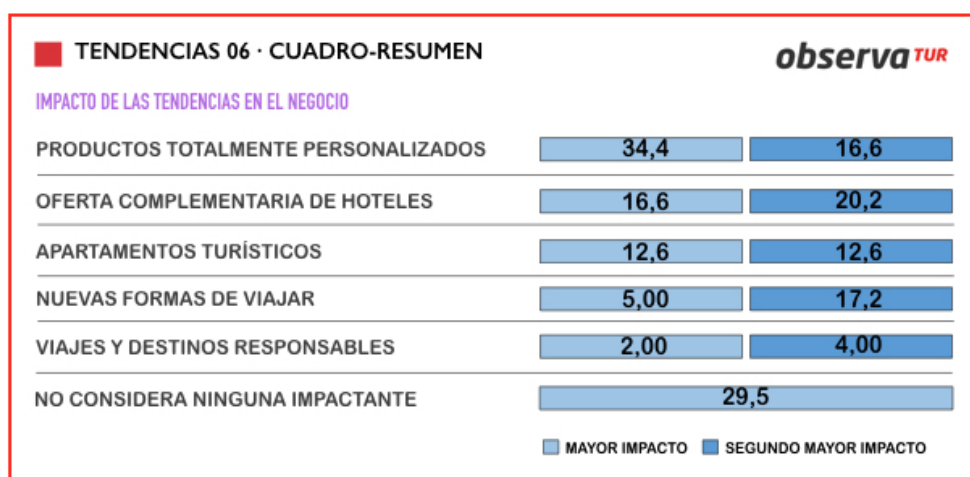 TENDENCIAS 06 · CUADRO-RESUMEN
observaTUR
IMPACTO DE LAS TENDENCIAS EN EL NEGOCIO
PRODUCTOS TOTALMENTE PERSONALIZADOS 34,4 16,6
OFERTA COMPLEMENTARIA DE HOTELES 16,6 20,2
APARTAMENTOS TURÍSTICOS 12,6 12,6
NUEVAS FORMAS DE VIAJAR 5,00 17,2
VIAJES Y DESTINOS RESPONSABLES 2,00 4,00
NO CONSIDERA NINGUNA IMPACTANTE 29,5
MAYOR IMPACTO SEGUNDO MAYOR IMPACTO